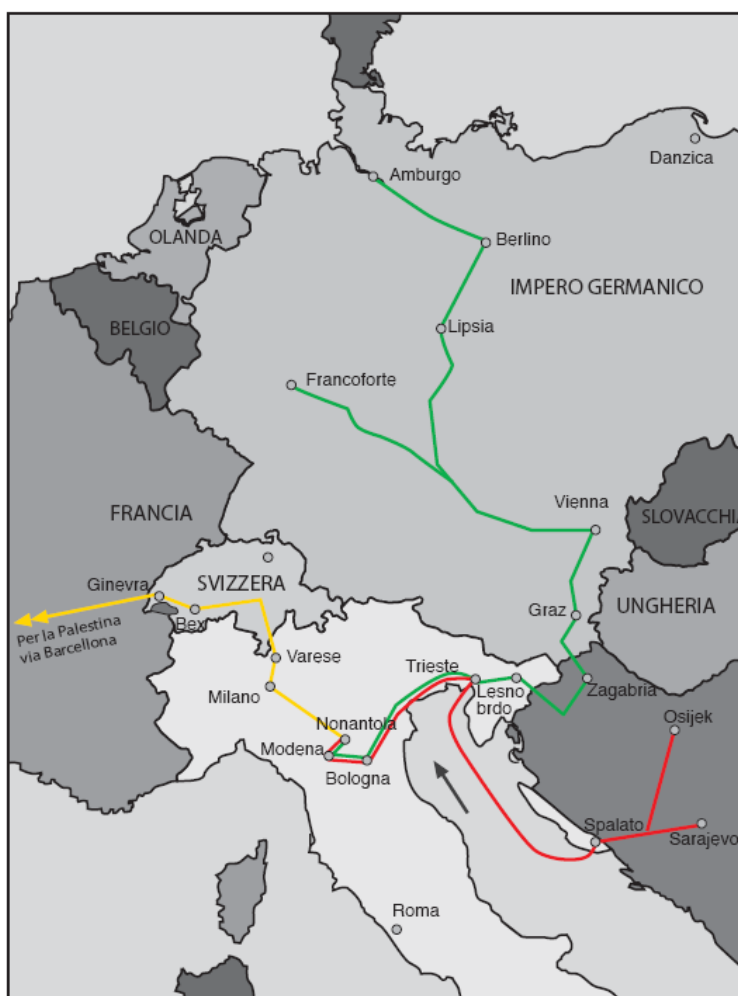 Danzica
Amburgo
OLANDA
Berlino
IMPERO GERMANICO
BELGIO
Lipsia
Francoforte
Vienna
FRANCIA
SLOVACCHIA
Ginevra
SVIZZERA
UNGHERIA
Graz
Bex
Per la Palestina
via Barcellona
Varese
Trieste
Lesno
brdo
Zagabria
Milano
Nonantola
Osijek
Modena
Bologna
Spalato
Sarajevo
Roma